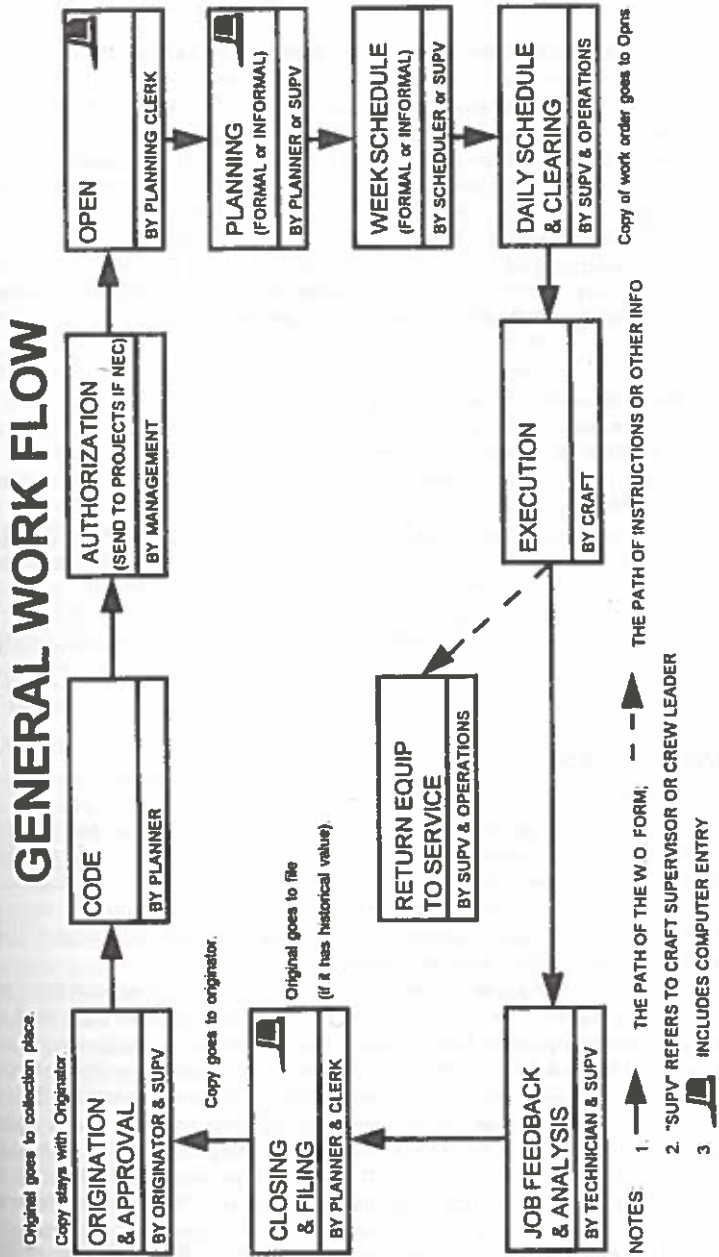 GENERAL WORK FLOW
Original goes to collection place.
Copy stays with Originator
ORIGINATION
& APPROVAL
BY ORIGINATOR & SUPV
CODE
BY PLANNER
AUTHORIZATION
(SEND TO PROJECTS IF NEC)
BY MANAGEMENT
OPEN
BY PLANNING CLERK
PLANNING
(FORMAL or INFORMAL)
BY PLANNER or SUPV
WEEK SCHEDULE
(FORMAL or INFORMAL)
BY SCHEDULER or SUPV
DAILY SCHEDULE
& CLEARING
BY SUPV & OPERATIONS
Copy of work order goes to Opns.
EXECUTION
BY CRAFT
RETURN EQUIP
TO SERVICE
BY SUPV & OPERATIONS
JOB FEEDBACK
& ANALYSIS
BY TECHNICIAN & SUPV
CLOSING
& FILING
BY PLANNER & CLERK
Original goes to file
(if it has historical value).
Copy goes to originator.
NOTES: 1. THE PATH OF THE W.O. FORM; THE PATH OF INSTRUCTIONS OR OTHER INFO
2. "SUPV" REFERS TO CRAFT SUPERVISOR OR CREW LEADER
3 INCLUDES COMPUTER ENTRY